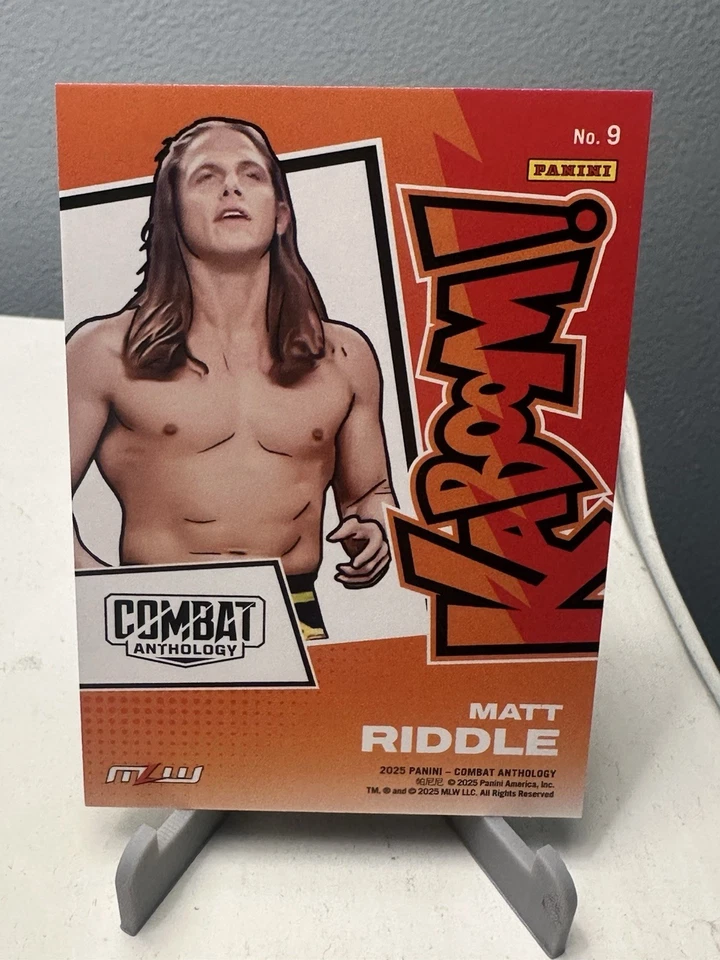 No. 9
PANINI
KABOOM!
COMBAT
ANTHOLOGY
MATT
RIDDLE
MLW
2025 PANINI – COMBAT ANTHOLOGY
帕尼尼 © 2025 Panini America, Inc.
TM, ® and © 2025 MLW LLC. All Rights Reserved